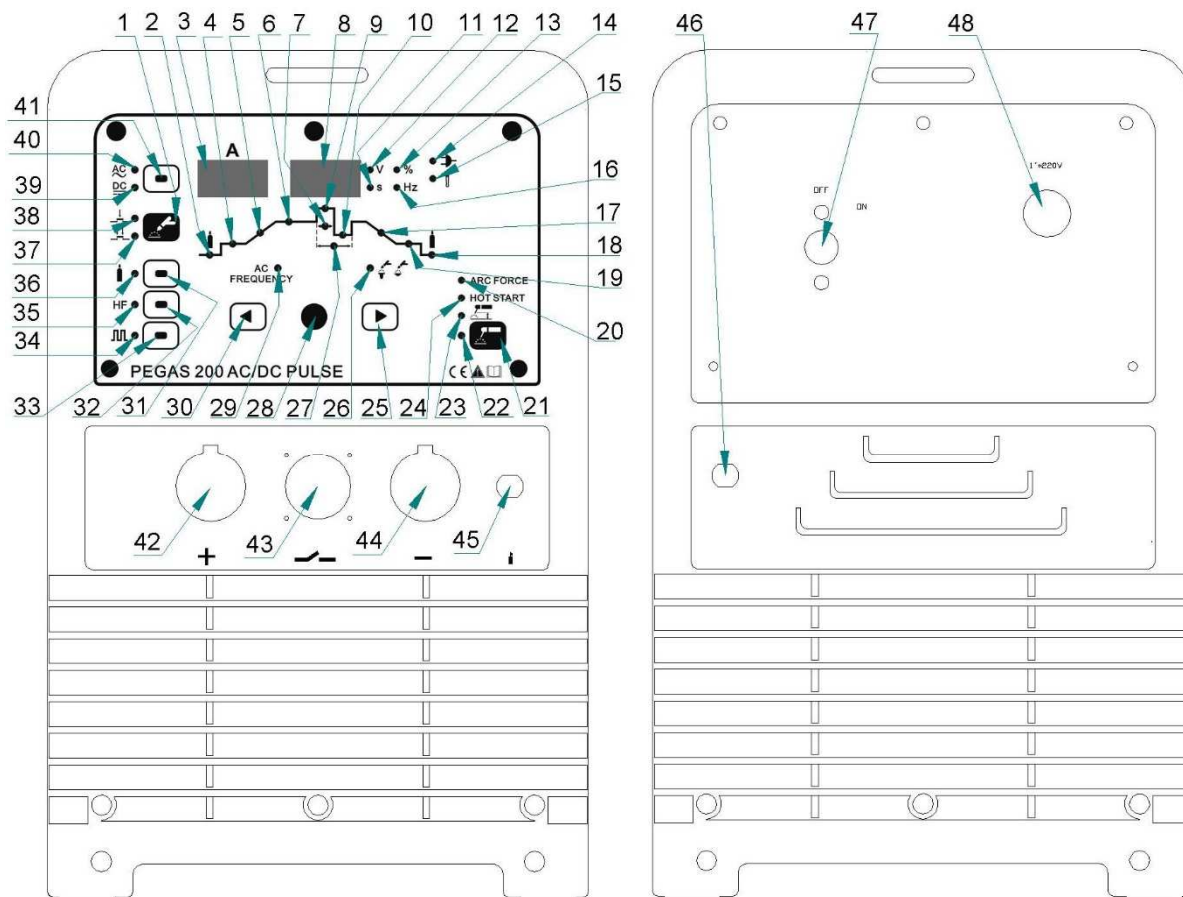 1 2 3 4 5 6 7 8 9 10 11 12 13 14
15
16
17
18
19
20
41
40
39
38
37
36
35
34
A
AC
DC
V %
s Hz
AC
FREQUENCY
HF
ARC FORCE
HOT START
PEGAS 200 AC/DC PULSE
CE
33 32 31 30 29 28 27 26 25 24 23 22 21
42 43 44 45
+ −
46 47 48
OFF
ON
1~220V